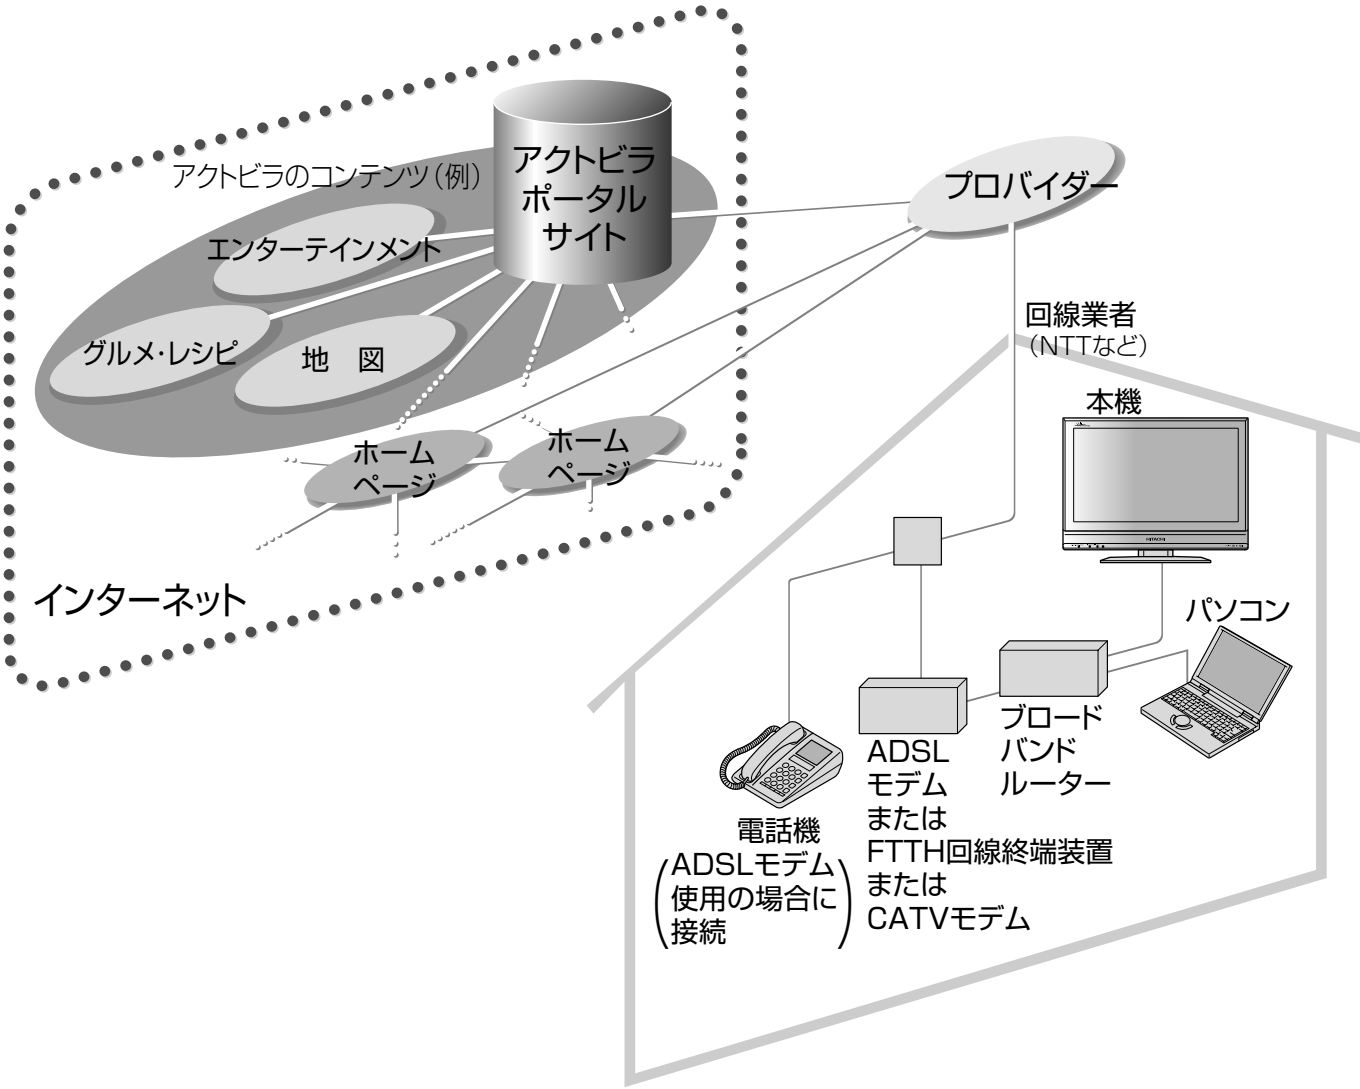 アクトビラのコンテンツ(例)
アクトビラ
ポータル
サイト
エンターテインメント
グルメ・レシピ
地 図
ホーム
ページ
ホーム
ページ
インターネット
プロバイダー
回線業者
(NTTなど)
本機
HITACHI
パソコン
ブロード
バンド
ルーター
ADSL
モデム
または
FTTH回線終端装置
または
CATVモデム
電話機
(ADSLモデム
使用の場合に
接続)